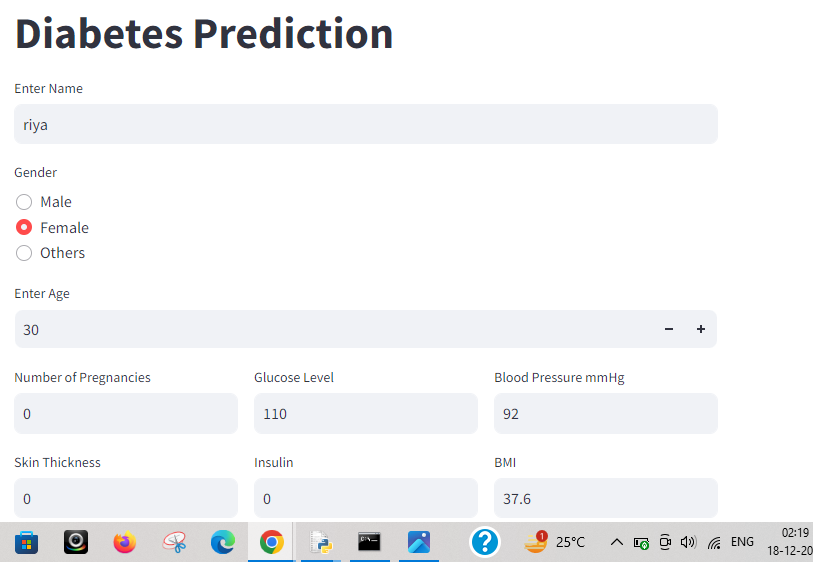 Diabetes Prediction
Enter Name
riya
Gender
Male
Female
Others
Enter Age
30
Number of Pregnancies Glucose Level Blood Pressure mmHg
0 110 92
Skin Thickness Insulin BMI
0 0 37.6
1 25°C ENG 02:19
18-12-20